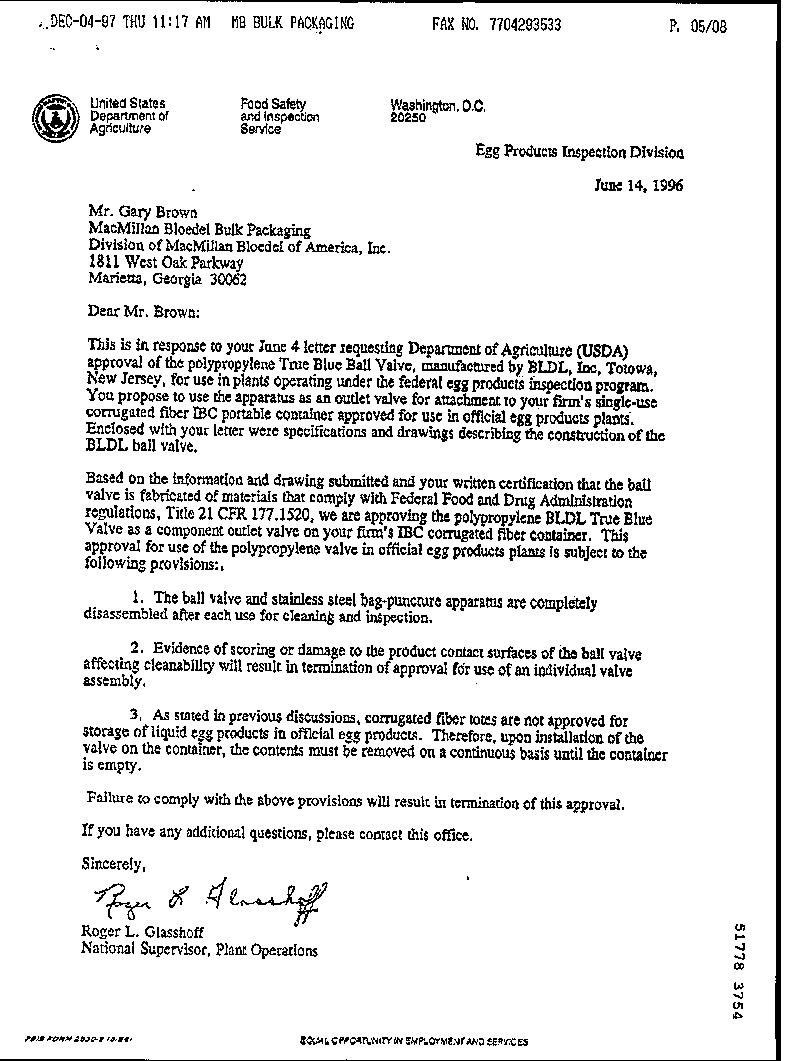 DEC-04-97 THU 11:17 AM MB BULK PACKAGING FAX NO. 7704293533 P. 05/08
United States Department of Agriculture
Food Safety and Inspection Service
Washington, D.C. 20250
Egg Products Inspection Division
June 14, 1996
Mr. Gary Brown
MacMillan Bloedel Bulk Packaging
Division of MacMillan Bloedel of America, Inc.
1811 West Oak Parkway
Marietta, Georgia 30062
Dear Mr. Brown:
This is in response to your June 4 letter requesting Department of Agriculture (USDA)
approval of the polypropylene True Blue Ball Valve, manufactured by BLDL, Inc, Totowa,
New Jersey, for use in plants operating under the federal egg products inspection program.
You propose to use the apparatus as an outlet valve for attachment to your firm's single-use
corrugated fiber IBC portable container approved for use in official egg products plants.
Enclosed with your letter were specifications and drawings describing the construction of the
BLDL ball valve.
Based on the information and drawing submitted and your written certification that the ball
valve is fabricated of materials that comply with Federal Food and Drug Administration
regulations, Title 21 CFR 177.1520, we are approving the polypropylene BLDL True Blue
Valve as a component outlet valve on your firm's IBC corrugated fiber container. This
approval for use of the polypropylene valve in official egg products plants is subject to the
following provisions:.
1. The ball valve and stainless steel bag-puncture apparatus are completely
disassembled after each use for cleaning and inspection.
2. Evidence of scoring or damage to the product contact surfaces of the ball valve
affecting cleanability will result in termination of approval for use of an individual valve
assembly.
3. As stated in previous discussions, corrugated fiber totes are not approved for
storage of liquid egg products in official egg products. Therefore, upon installation of the
valve on the container, the contents must be removed on a continuous basis until the container
is empty.
Failure to comply with the above provisions will result in termination of this approval.
If you have any additional questions, please contact this office.
Sincerely,
Roger L Glasshoff
Roger L. Glasshoff
National Supervisor, Plant Operations
51778 3754
FSIS FORM
EQUAL OPPORTUNITY IN EMPLOYMENT AND SERVICES